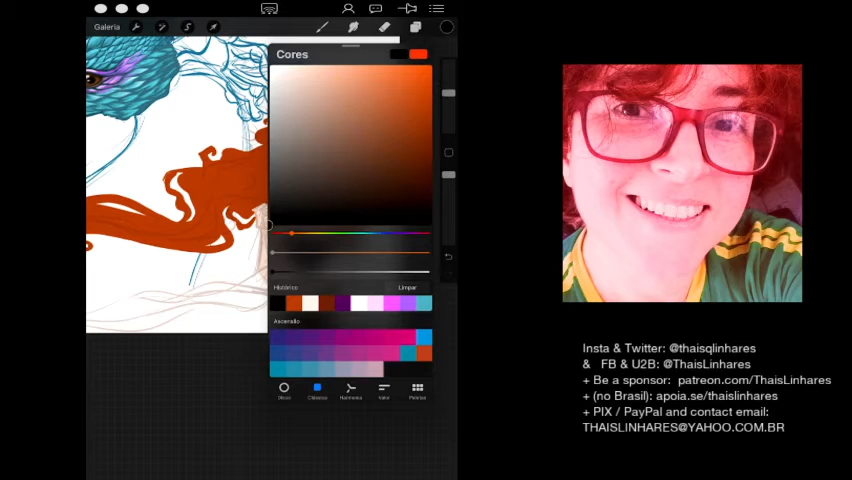 Galeria
Cores
Histórico
Limpar
Ascensão
Disco
Clássico
Harmonia
Valor
Paletas
Insta & Twitter: @thaisqlinhares
& FB & U2B: @ThaisLinhares
+ Be a sponsor: patreon.com/ThaisLinhares
+ (no Brasil): apoia.se/thaislinhares
+ PIX / PayPal and contact email:
THAISLINHARES@YAHOO.COM.BR